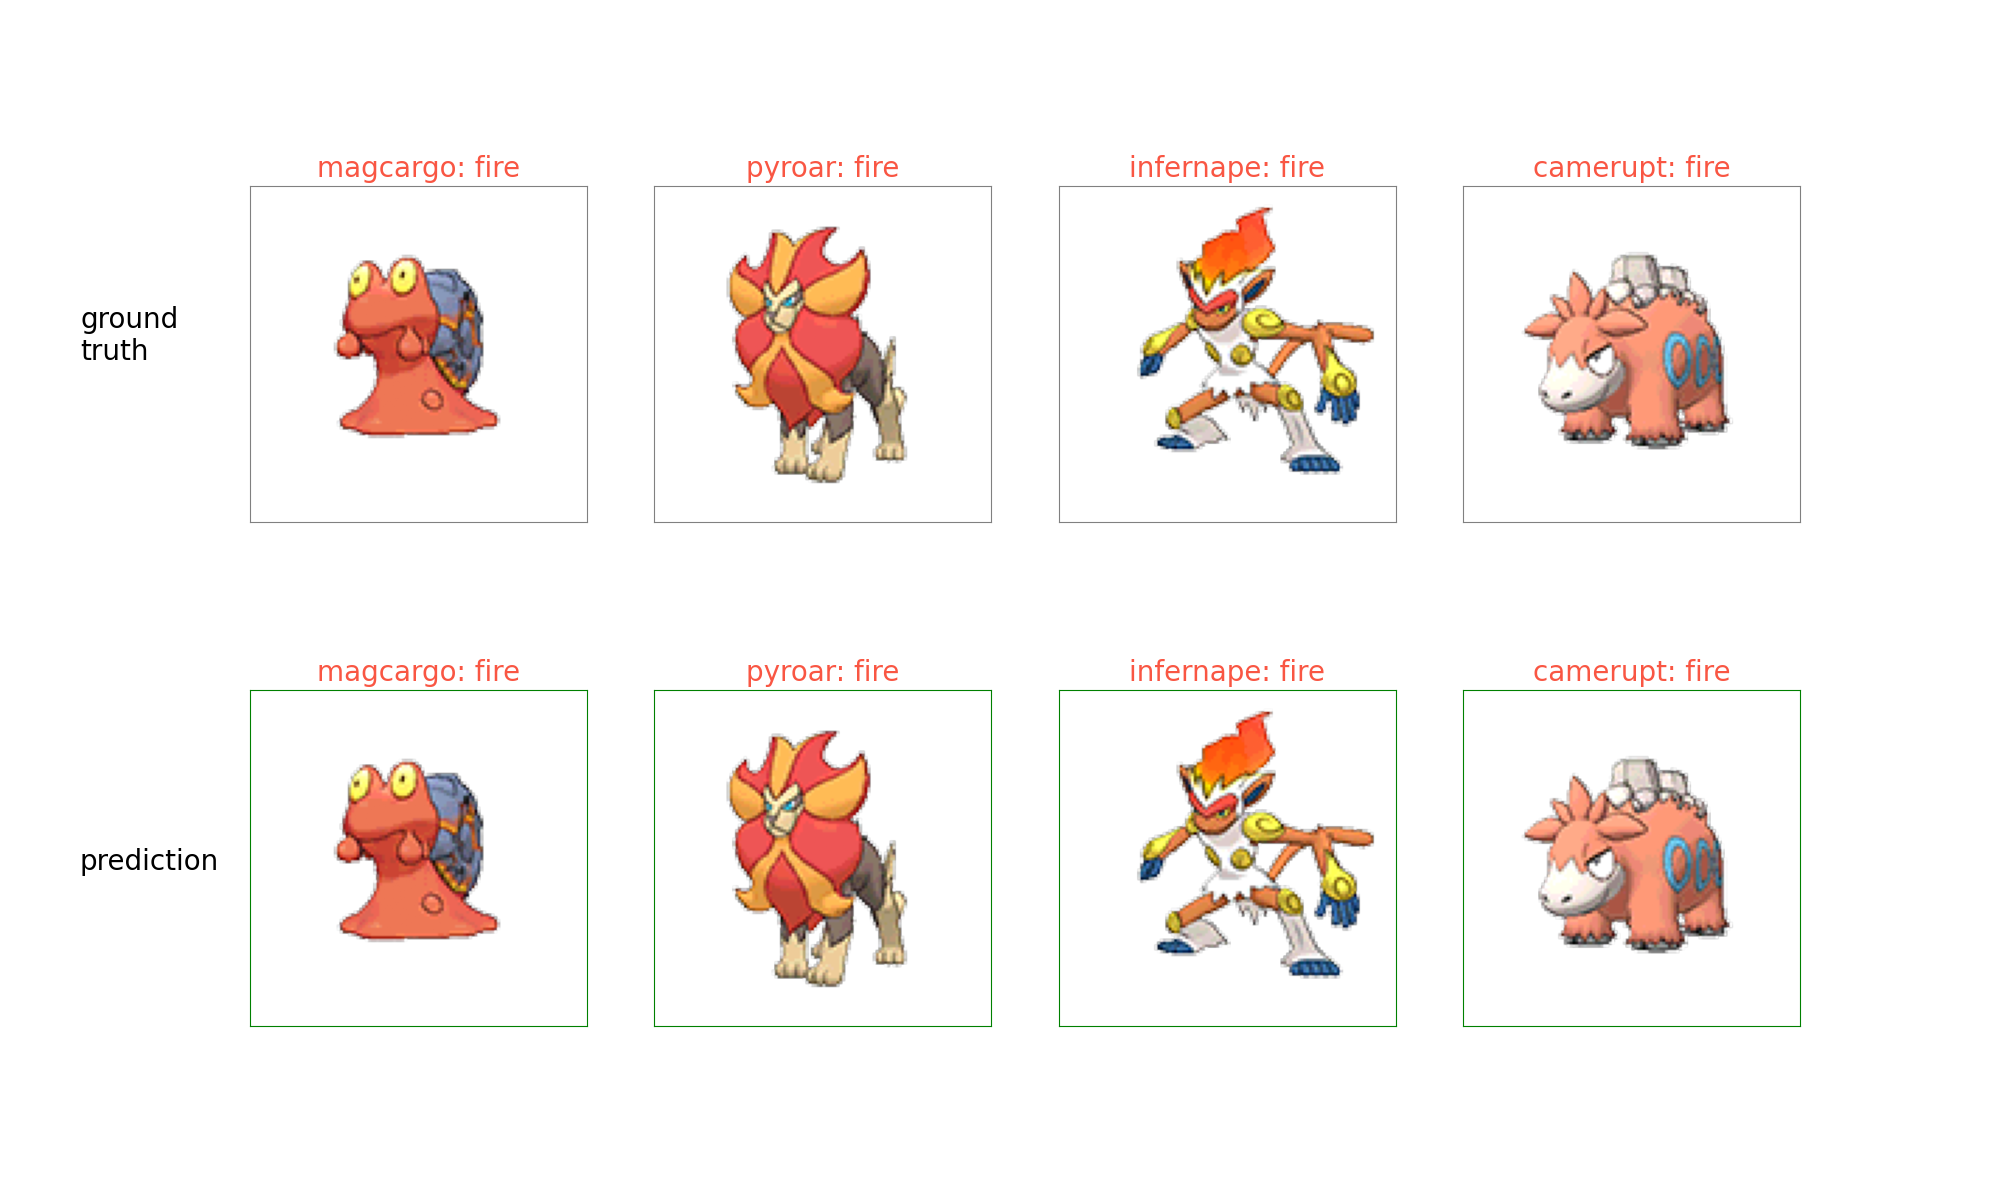 magcargo: fire
pyroar: fire
infernape: fire
camerupt: fire
ground
truth
magcargo: fire
pyroar: fire
infernape: fire
camerupt: fire
prediction